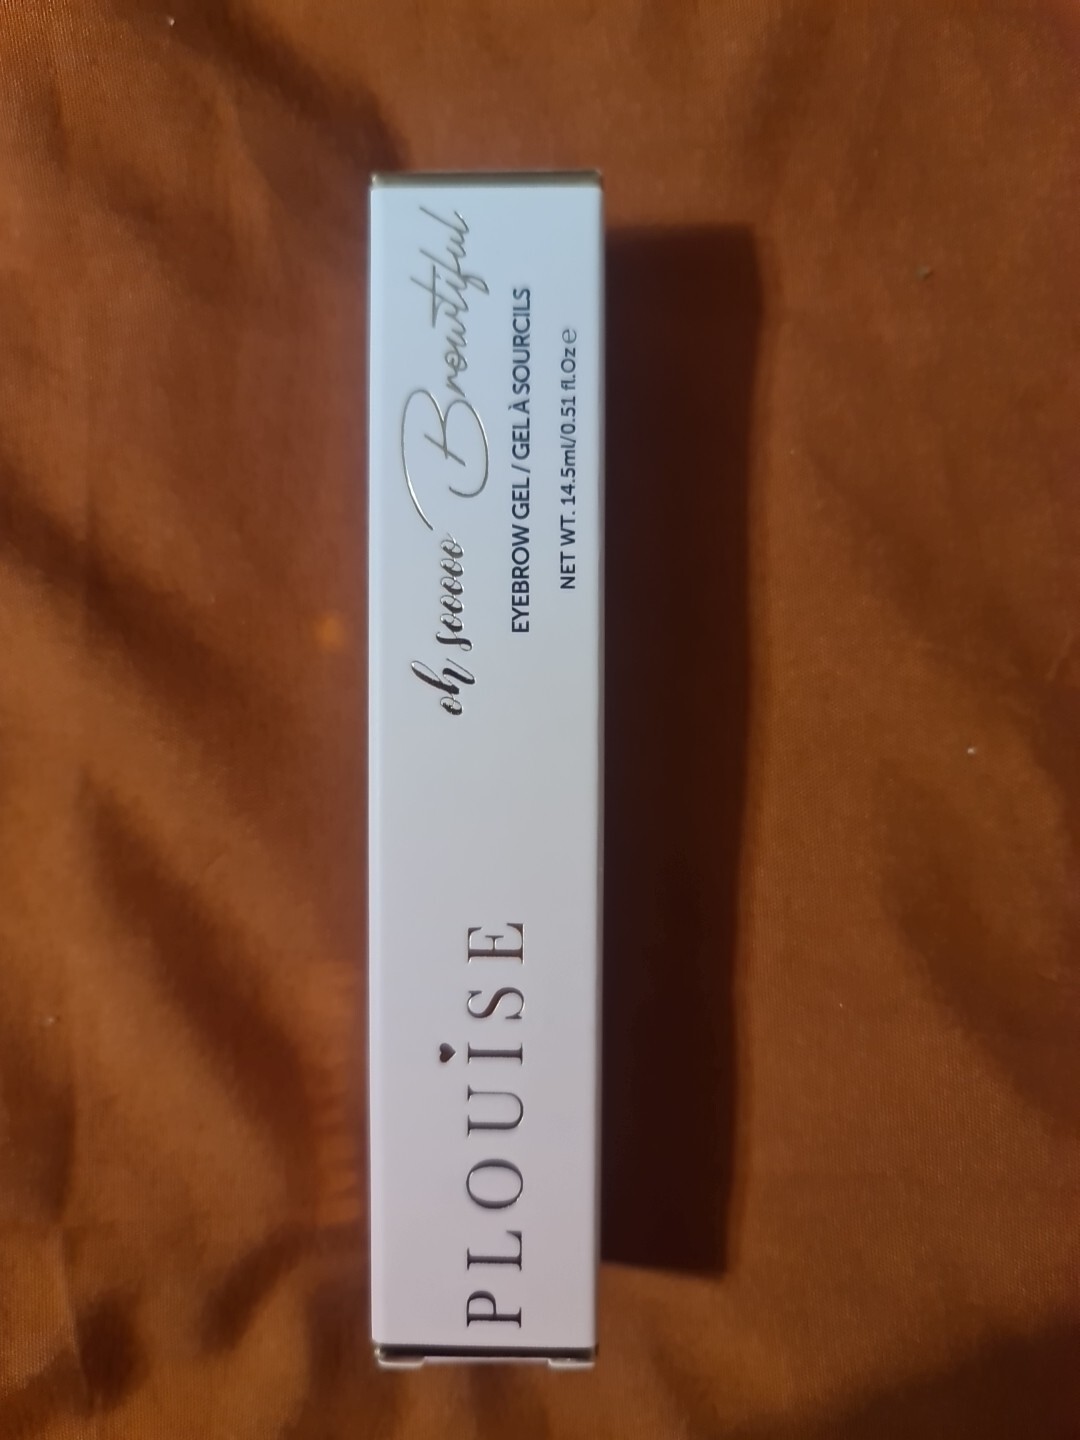 PLOUISE
oh sooooo Browtiful
EYEBROW GEL / GEL À SOURCILS
NET WT. 14.5ml/0.51 fl.Oz ℮